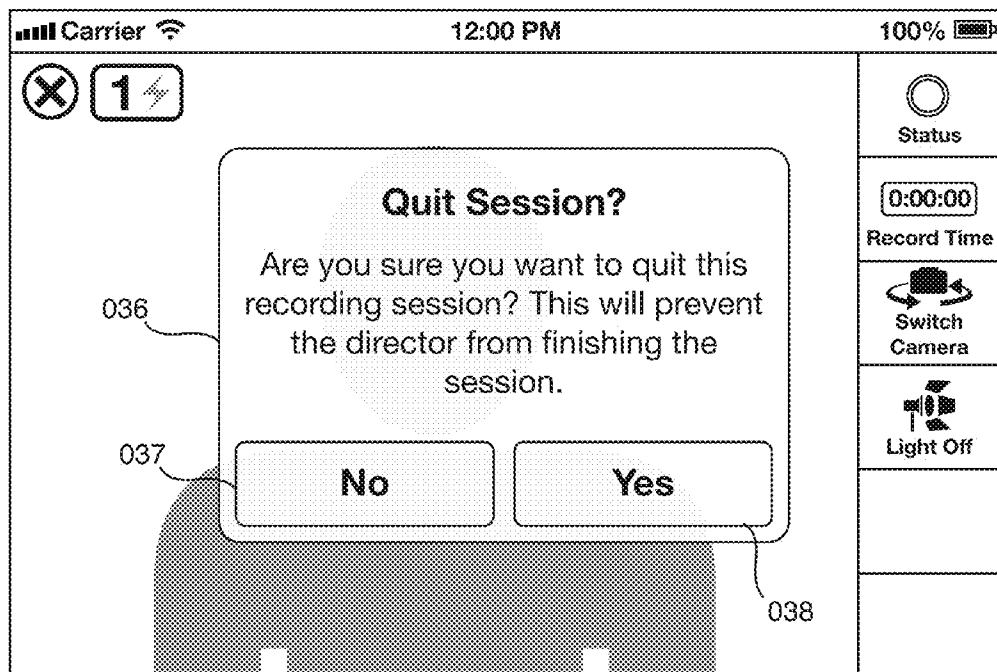 Carrier
12:00 PM
100%
1
Status
Quit Session?
0:00:00
Record Time
Are you sure you want to quit this
recording session? This will prevent
the director from finishing the
session.
036
Switch
Camera
Light Off
037
No
Yes
038